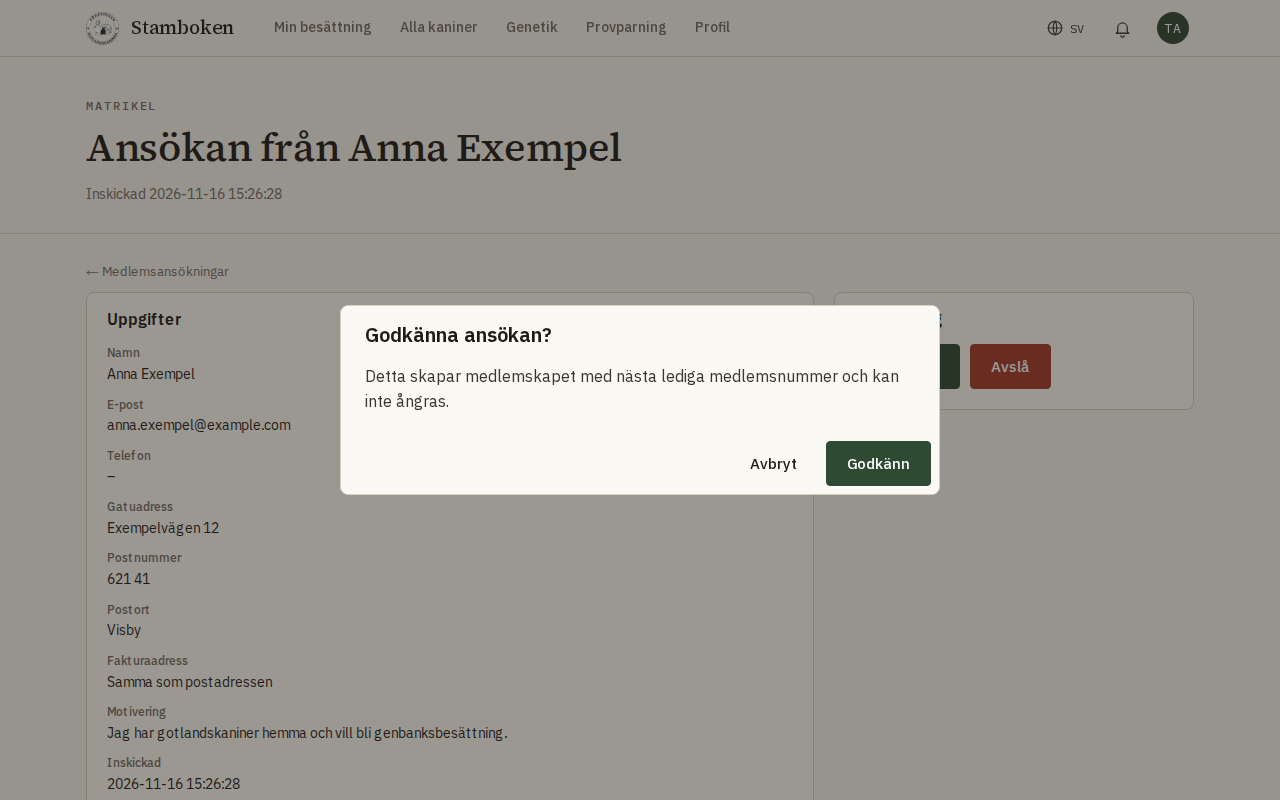 Stamboken
Min besättning
Alla kaniner
Genetik
Provparning
Profil
SV
TA
MATRIKEL
Ansökan från Anna Exempel
Inskickad 2026-11-16 15:26:28
← Medlemsansökningar
Uppgifter
Namn
Anna Exempel
E-post
anna.exempel@example.com
Telefon
–
Gatuadress
Exempelvägen 12
Postnummer
621 41
Postort
Visby
Fakturaadress
Samma som postadressen
Motivering
Jag har gotlandskaniner hemma och vill bli genbanksbesättning.
Inskickad
2026-11-16 15:26:28
Avslå
Godkänna ansökan?
Detta skapar medlemskapet med nästa lediga medlemsnummer och kan
inte ångras.
Avbryt
Godkänn